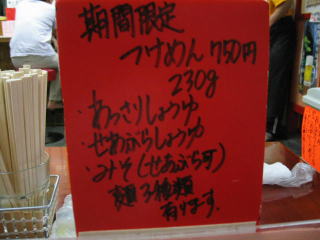 期間限定
つけめん 750円
230g
・あっさりしょうゆ
・せあぶらしょうゆ
・みそ(せあぶら可)
麺 3種類
有ります。